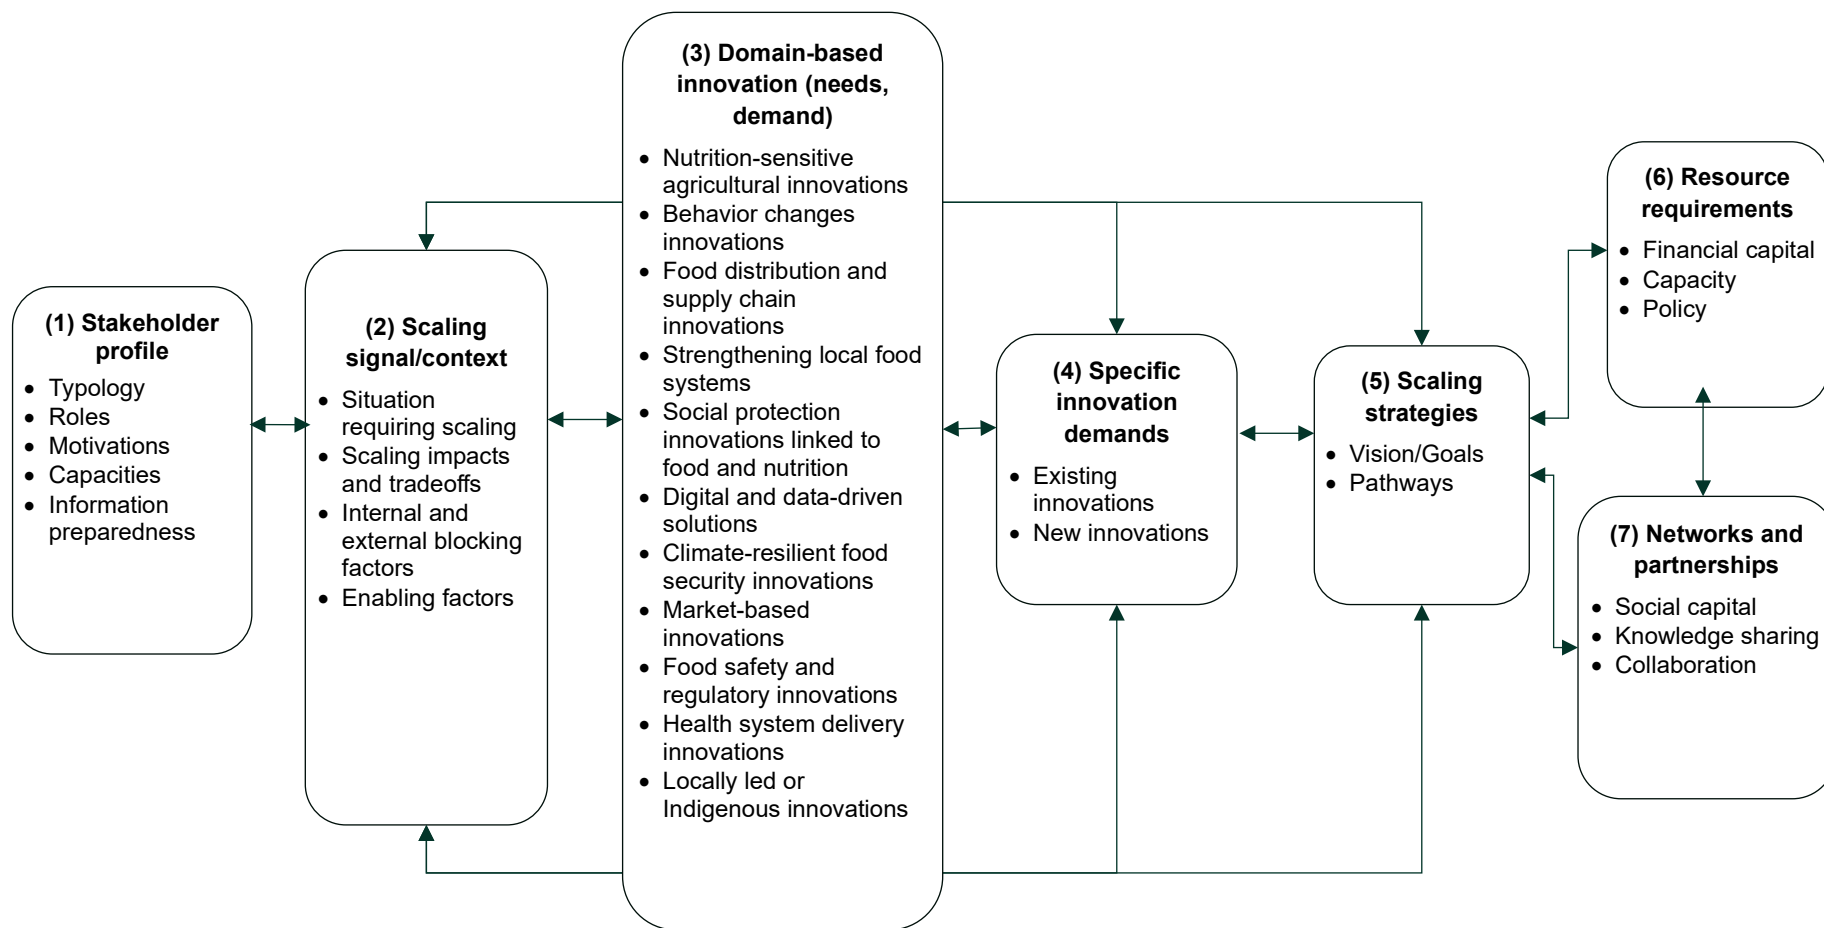 (1) Stakeholder
profile
• Typology
• Roles
• Motivations
• Capacities
• Information
preparedness
(2) Scaling
signal/context
• Situation
requiring scaling
• Scaling impacts
and tradeoffs
• Internal and
external blocking
factors
• Enabling factors
(3) Domain-based
innovation (needs,
demand)
• Nutrition-sensitive
agricultural innovations
• Behavior changes
innovations
• Food distribution and
supply chain
innovations
• Strengthening local food
systems
• Social protection
innovations linked to
food and nutrition
• Digital and data-driven
solutions
• Climate-resilient food
security innovations
• Market-based
innovations
• Food safety and
regulatory innovations
• Health system delivery
innovations
• Locally led or
Indigenous innovations
(4) Specific
innovation
demands
• Existing
innovations
• New innovations
(5) Scaling
strategies
• Vision/Goals
• Pathways
(6) Resource
requirements
• Financial capital
• Capacity
• Policy
(7) Networks and
partnerships
• Social capital
• Knowledge sharing
• Collaboration